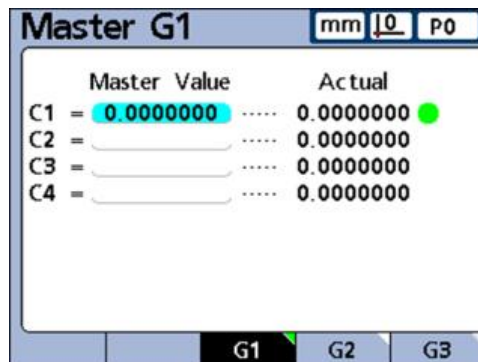 Master G1 mm 0 P0
Master Value Actual
C1 = 0.0000000 ..... 0.0000000
C2 = ..... 0.0000000
C3 = ..... 0.0000000
C4 = ..... 0.0000000
G1 G2 G3